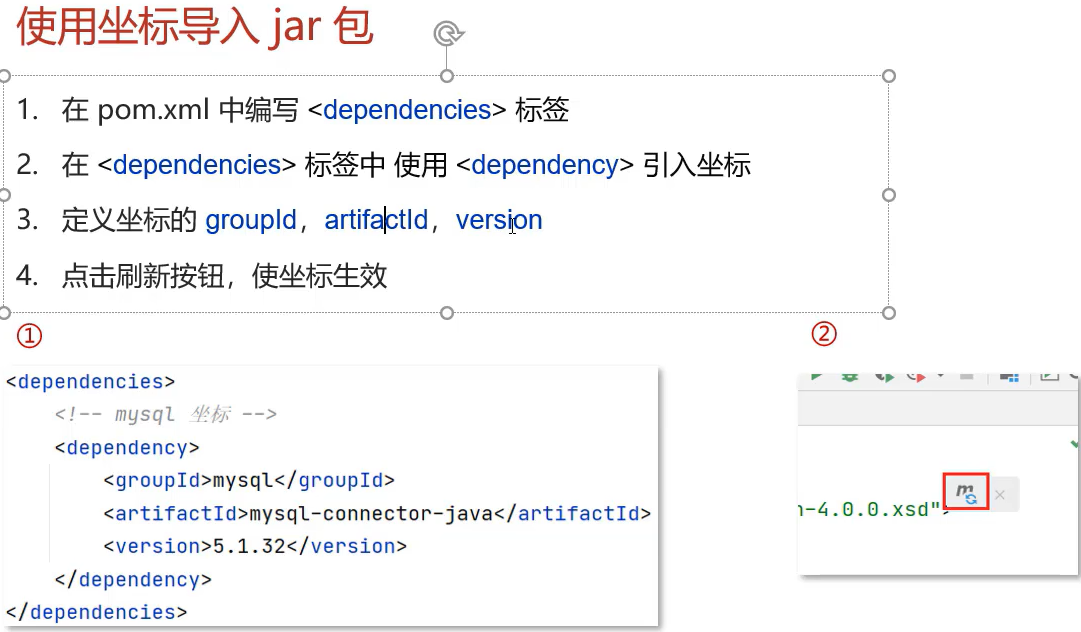 使用坐标导入 jar 包
1. 在 pom.xml 中编写 <dependencies> 标签
2. 在 <dependencies> 标签中 使用 <dependency> 引入坐标
3. 定义坐标的 groupId，artifactId，version
4. 点击刷新按钮，使坐标生效
①
<dependencies>
<!-- mysql 坐标 -->
<dependency>
<groupId>mysql</groupId>
<artifactId>mysql-connector-java</artifactId>
<version>5.1.32</version>
</dependency>
</dependencies>
②
m
n-4.0.0.xsd">